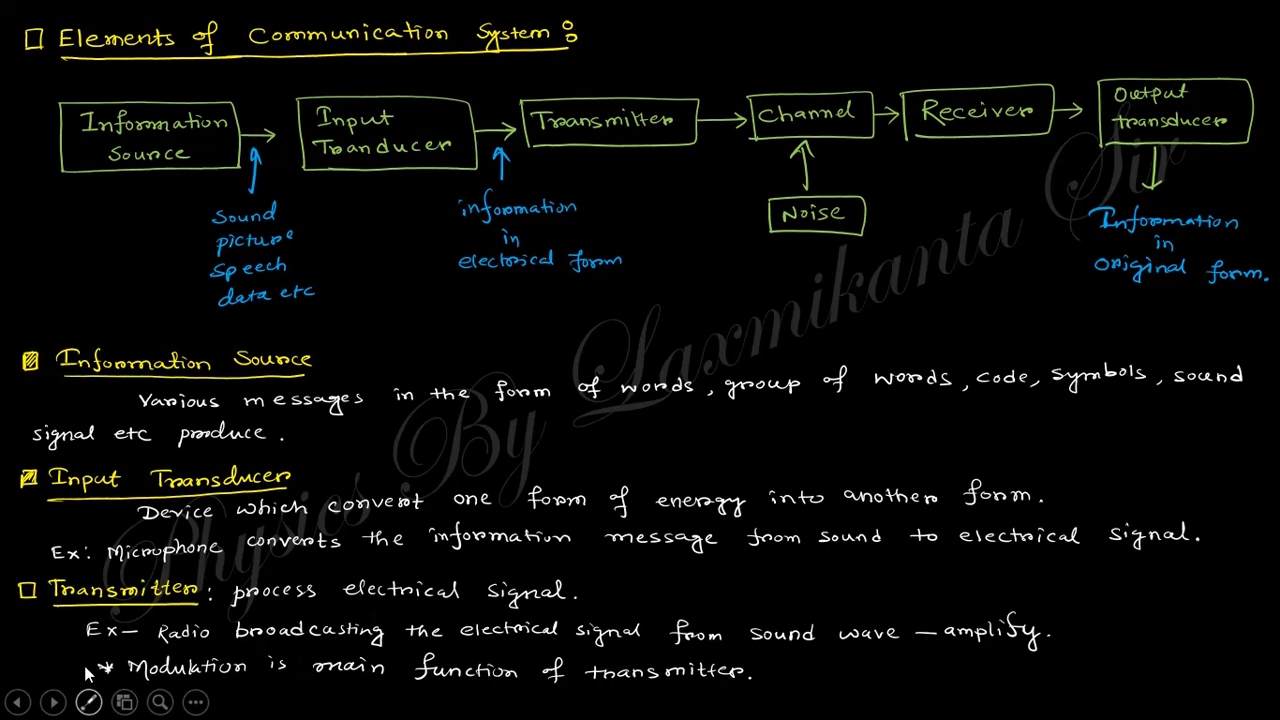 Elements of Communication System:
Information Source
Input Tranducer
Transmitter
Channel
Receiver
Output transducer
Noise
Sound
picture
speech
data etc
information
in
electrical form
Information
in
original form.
Information Source
Various messages in the form of words, group of words, code, symbols, sound
signal etc produce.
Input Transducer
Device which convert one form of energy into another form.
Ex: Microphone converts the information message from sound to electrical signal.
Transmitter: process electrical signal.
Ex- Radio broadcasting the electrical signal from sound wave - amplify.
* Modulation is main function of transmitter.
Physics By Laxmikanta Sir